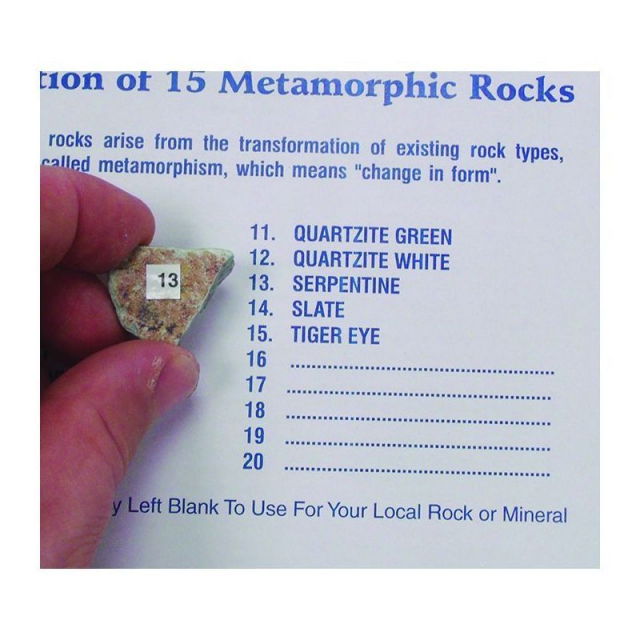 tion of 15 Metamorphic Rocks
rocks arise from the transformation of existing rock types,
called metamorphism, which means "change in form".
13
11. QUARTZITE GREEN
12. QUARTZITE WHITE
13. SERPENTINE
14. SLATE
15. TIGER EYE
16 ....................................................
17 ....................................................
18 ....................................................
19 ....................................................
20 ....................................................
y Left Blank To Use For Your Local Rock or Mineral